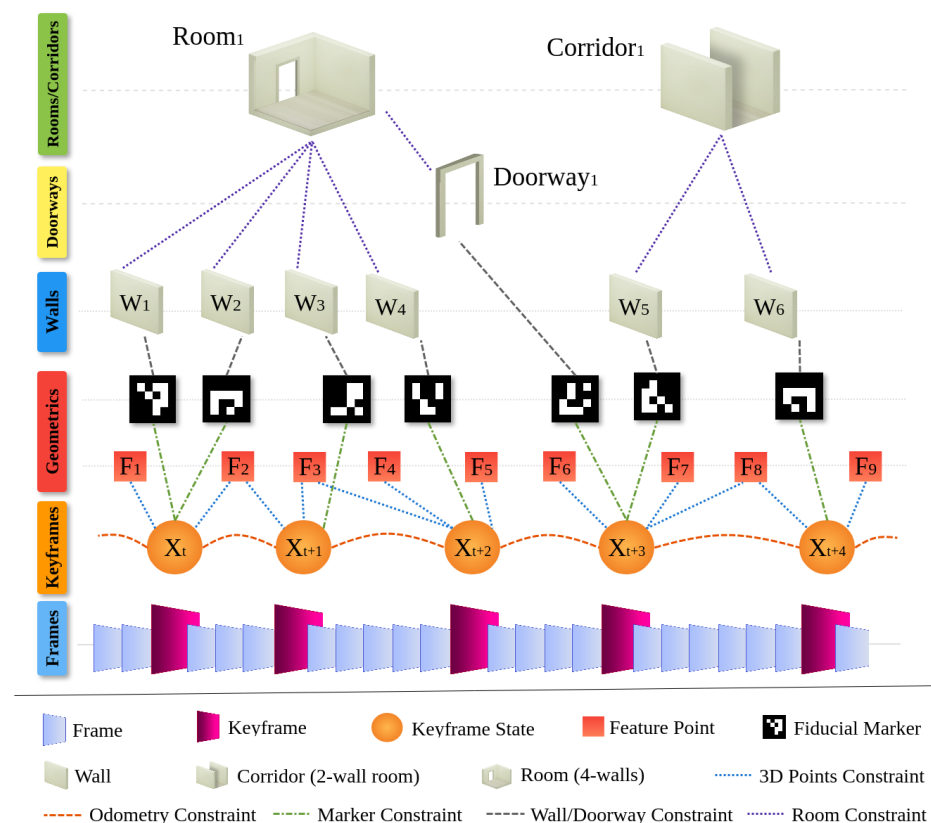 Rooms/Corridors
Room1
Corridor1
Doorways
Doorway1
Walls
W1
W2
W3
W4
W5
W6
Geometrics
F1
F2
F3
F4
F5
F6
F7
F8
F9
Keyframes
Xt
Xt+1
Xt+2
Xt+3
Xt+4
Frames
Frame
Keyframe
Keyframe State
Feature Point
Fiducial Marker
Wall
Corridor (2-wall room)
Room (4-walls)
3D Points Constraint
Odometry Constraint
Marker Constraint
Wall/Doorway Constraint
Room Constraint